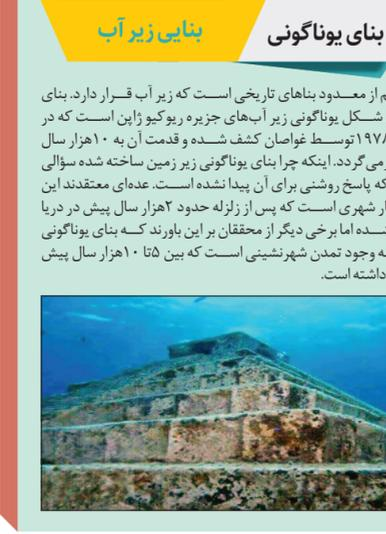 بنای یوناگونی
بنایی زیر آب
از معدود بناهای تاریخی است که زیر آب قرار دارد. بنای
شکل یوناگونی زیر آب‌های جزیره ریوکیو ژاپن است که در
توسط غواصان کشف شده و قدمت آن به ۱۰هزار سال
می‌گردد. اینکه چرا بنای یوناگونی زیر زمین ساخته شده سؤالی
که پاسخ روشنی برای آن پیدا نشده است. عده‌ای معتقدند این
شهری است که پس از زلزله حدود ۲هزار سال پیش در دریا
اما برخی دیگر از محققان بر این باورند که بنای یوناگونی
وجود تمدن شهرنشینی است که بین ۵تا ۱۰هزار سال پیش
داشته است.